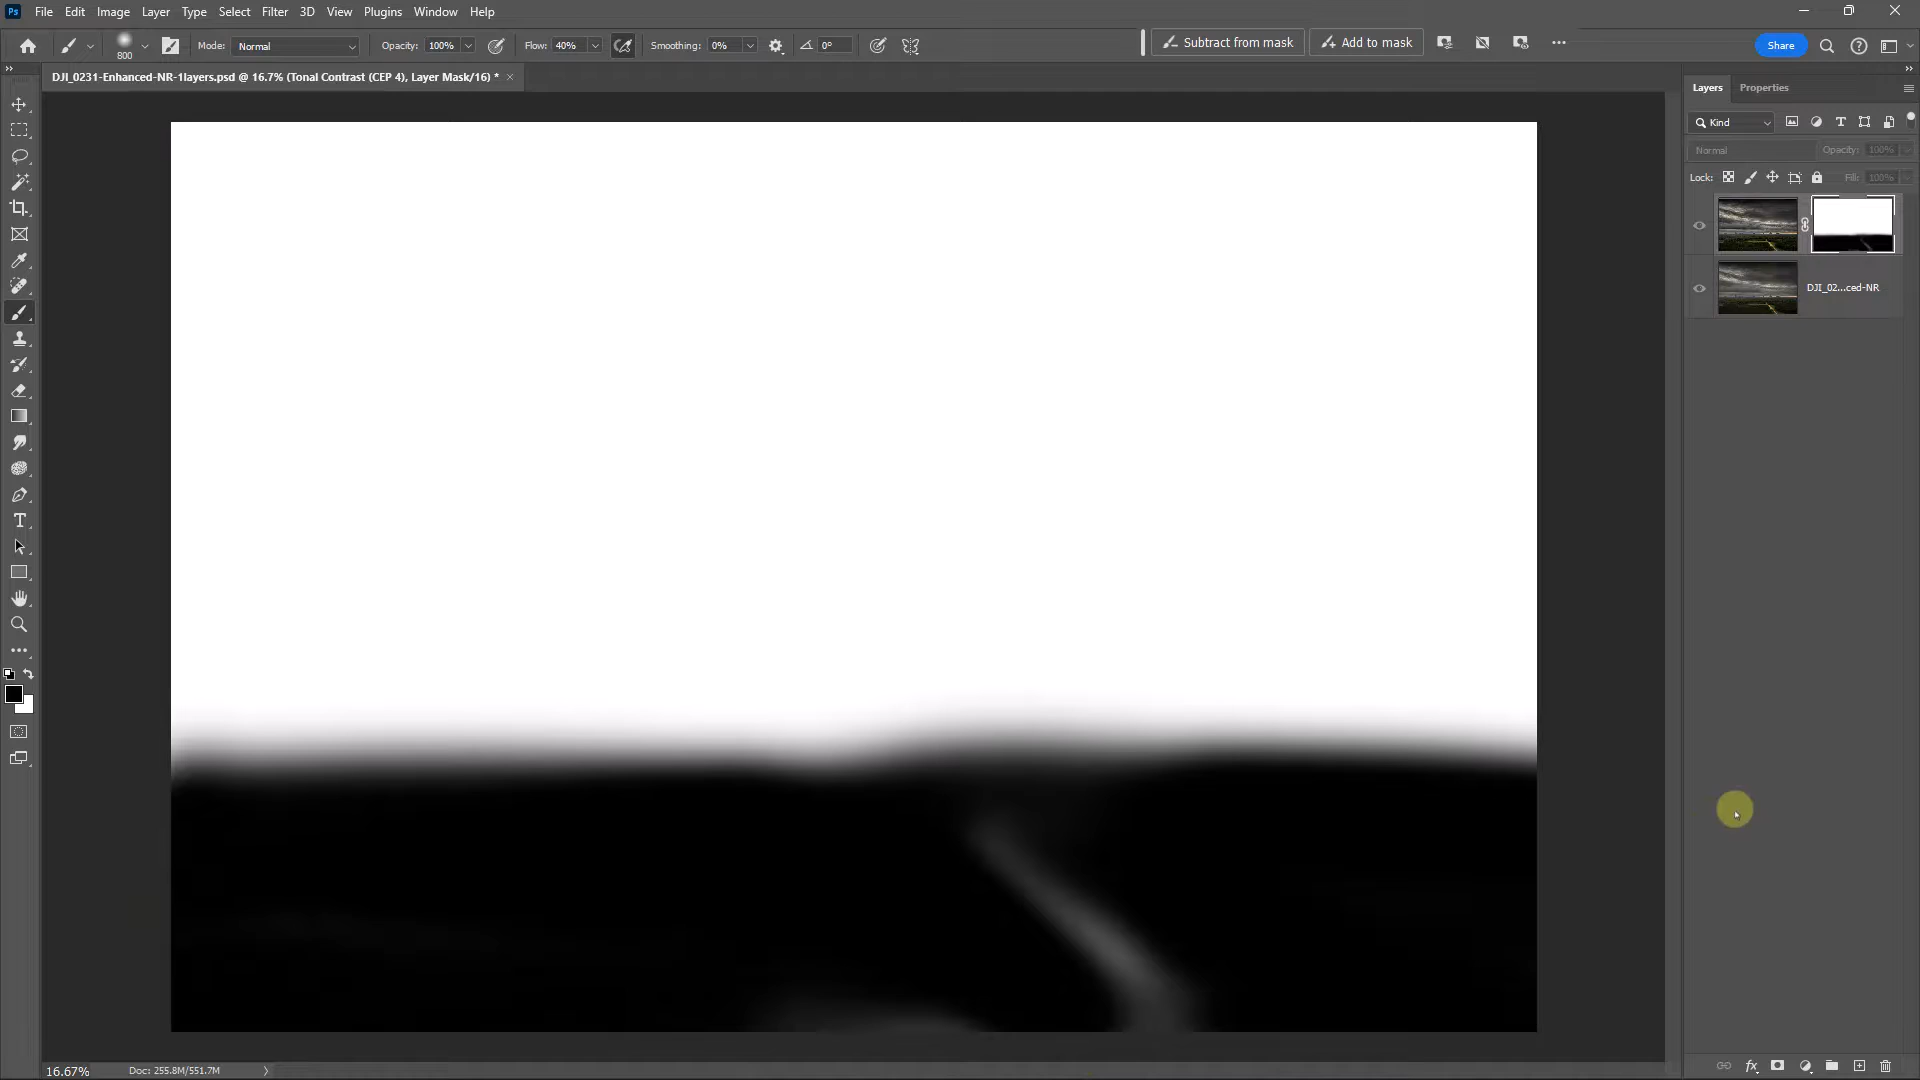 Ps File Edit Image Layer Type Select Filter 3D View Plugins Window Help
800 Mode: Normal Opacity: 100% Flow: 40% Smoothing: 0% 0° Subtract from mask Add to mask Share
DJI_0231-Enhanced-NR-1layers.psd @ 16.7% (Tonal Contrast (CEP 4), Layer Mask/16) *
Layers Properties
Kind
Normal Opacity: 100%
Lock: Fill: 100%
DJI_02...ced-NR
16.67% Doc: 255.8M/551.7M